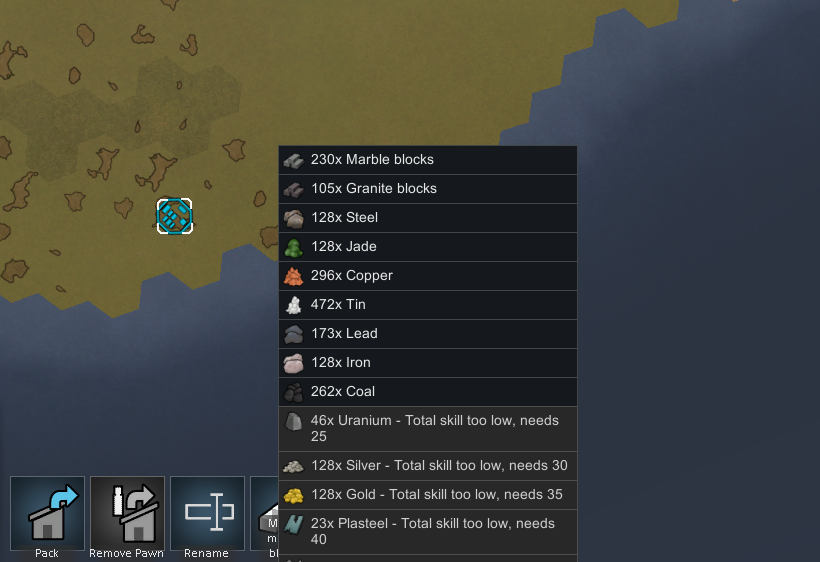 230x Marble blocks
105x Granite blocks
128x Steel
128x Jade
296x Copper
472x Tin
173x Lead
128x Iron
262x Coal
46x Uranium - Total skill too low, needs
25
128x Silver - Total skill too low, needs 30
128x Gold - Total skill too low, needs 35
23x Plasteel - Total skill too low, needs
40
Pack
Remove Pawn
Rename